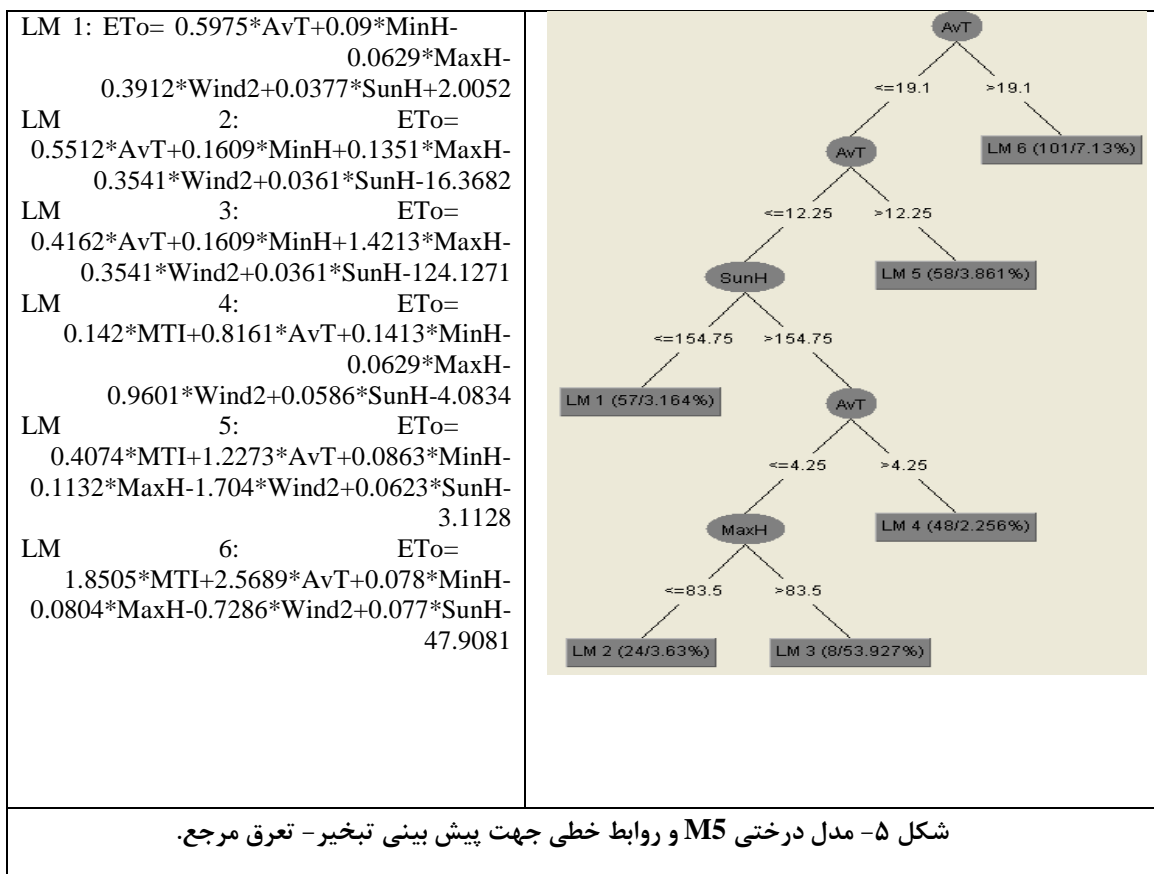 LM 1: ETo= 0.5975*AvT+0.09*MinH-
0.0629*MaxH-
0.3912*Wind2+0.0377*SunH+2.0052
LM 2: ETo=
0.5512*AvT+0.1609*MinH+0.1351*MaxH-
0.3541*Wind2+0.0361*SunH-16.3682
LM 3: ETo=
0.4162*AvT+0.1609*MinH+1.4213*MaxH-
0.3541*Wind2+0.0361*SunH-124.1271
LM 4: ETo=
0.142*MTI+0.8161*AvT+0.1413*MinH-
0.0629*MaxH-
0.9601*Wind2+0.0586*SunH-4.0834
LM 5: ETo=
0.4074*MTI+1.2273*AvT+0.0863*MinH-
0.1132*MaxH-1.704*Wind2+0.0623*SunH-
3.1128
LM 6: ETo=
1.8505*MTI+2.5689*AvT+0.078*MinH-
0.0804*MaxH-0.7286*Wind2+0.077*SunH-
47.9081
AvT
<=19.1 >19.1
AvT
LM 6 (101/7.13%)
<=12.25 >12.25
SunH
LM 5 (58/3.861%)
<=154.75 >154.75
LM 1 (57/3.164%)
AvT
<=4.25 >4.25
MaxH
LM 4 (48/2.256%)
<=83.5 >83.5
LM 2 (24/3.63%)
LM 3 (8/53.927%)
شکل ۵- مدل درختی M5 و روابط خطی جهت پیش بینی تبخیر- تعرق مرجع.